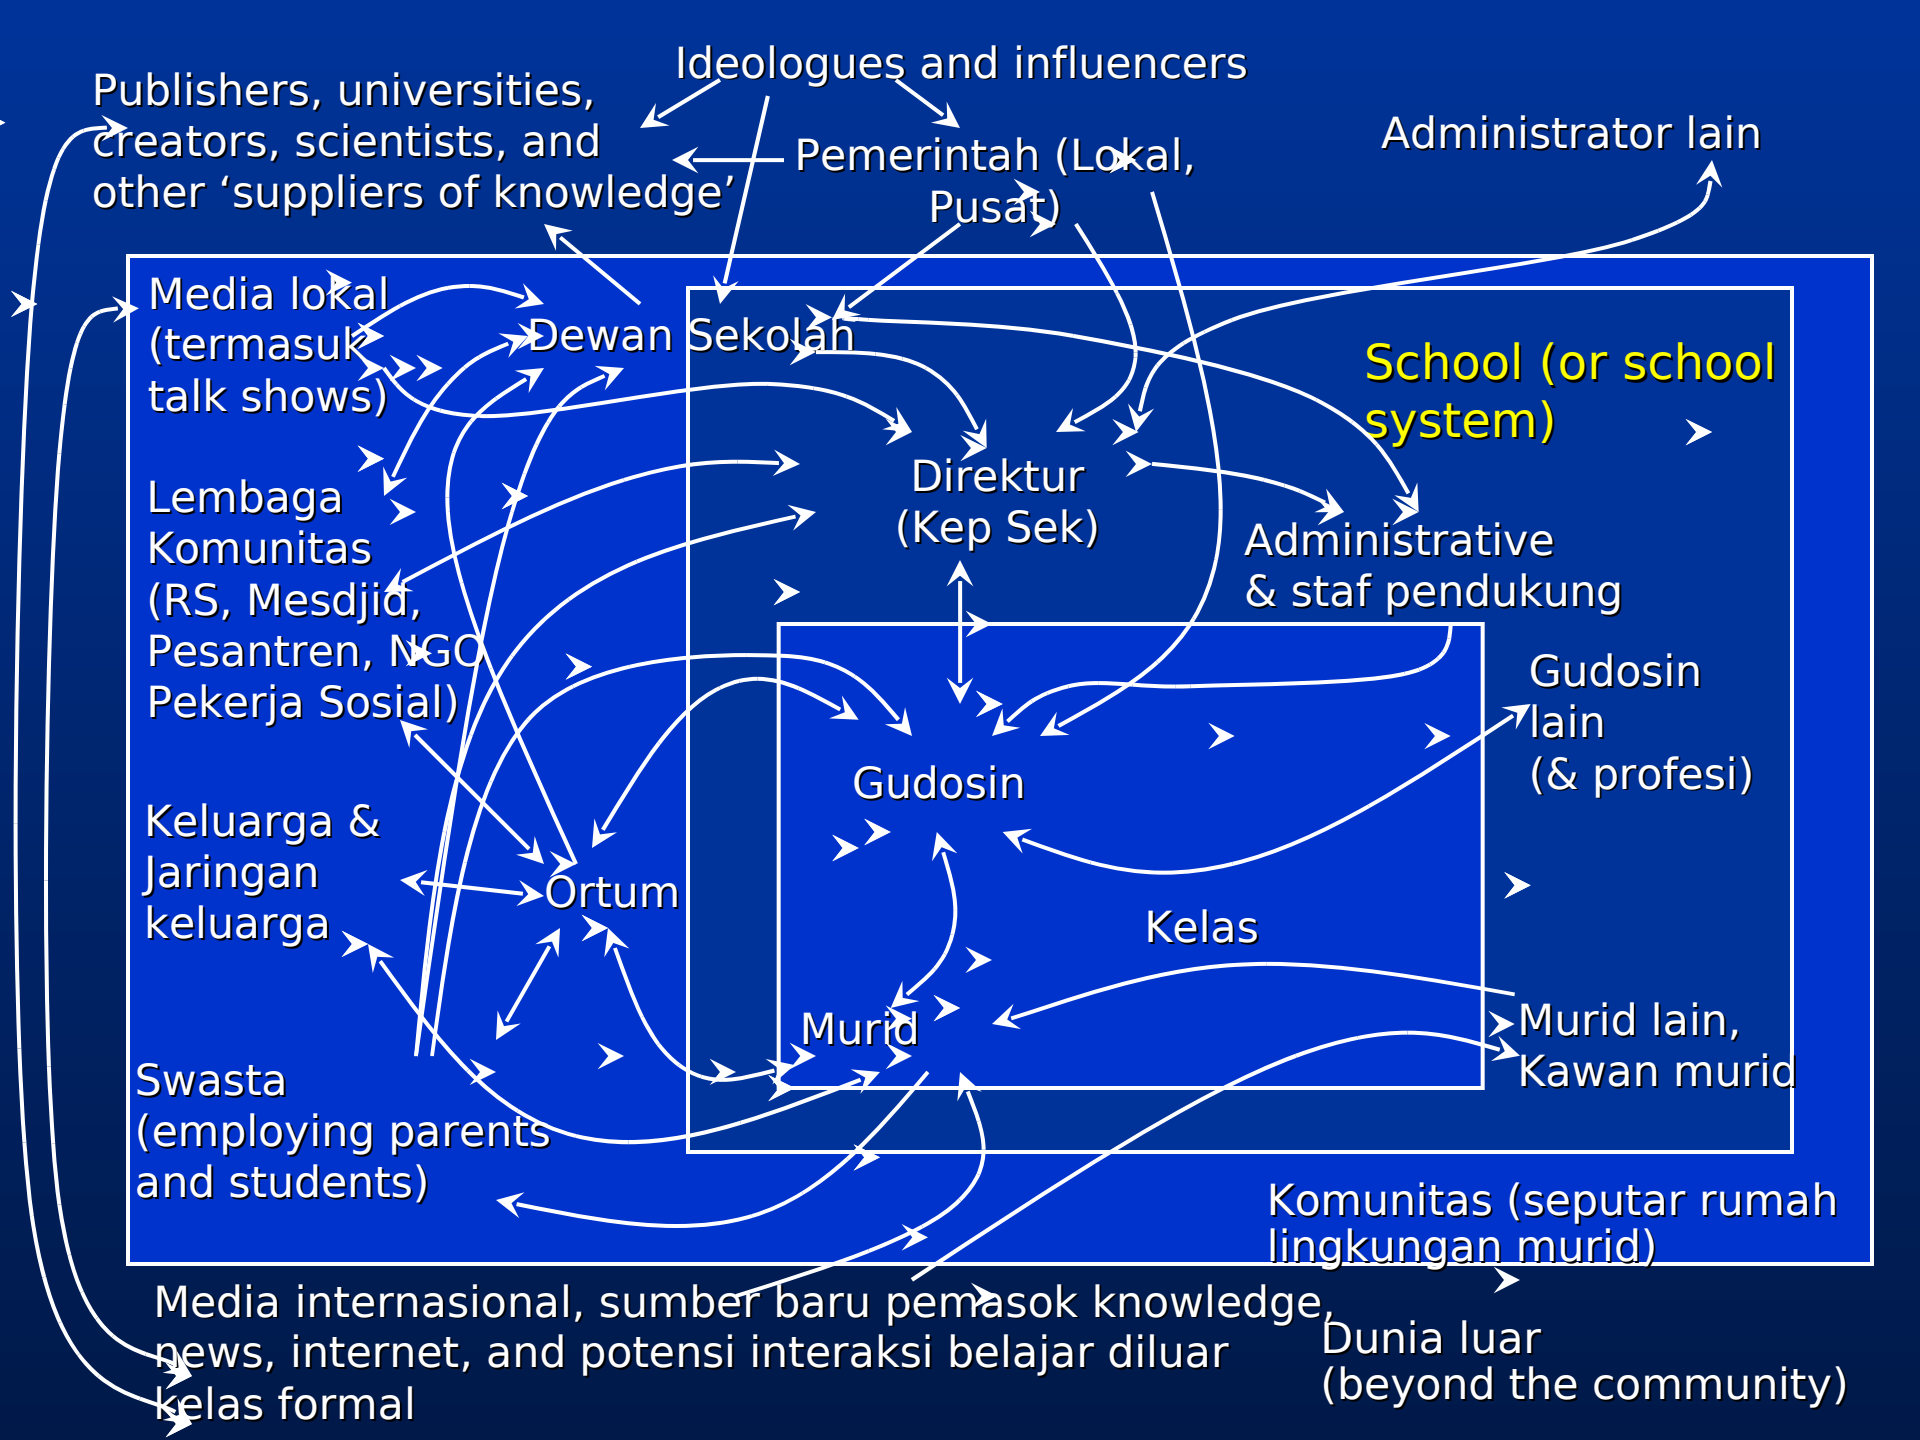 Ideologues and influencers
Publishers, universities,
creators, scientists, and
other ‘suppliers of knowledge’
Pemerintah (Lokal,
Pusat)
Administrator lain
Media lokal
(termasuk
talk shows)
Dewan Sekolah
School (or school
system)
Direktur
(Kep Sek)
Lembaga
Komunitas
(RS, Mesdjid,
Pesantren, NGO
Pekerja Sosial)
Administrative
& staf pendukung
Gudosin
lain
(& profesi)
Gudosin
Keluarga &
Jaringan
keluarga
Ortum
Kelas
Murid
Murid lain,
Kawan murid
Swasta
(employing parents
and students)
Komunitas (seputar rumah
lingkungan murid)
Media internasional, sumber baru pemasok knowledge,
news, internet, and potensi interaksi belajar diluar
kelas formal
Dunia luar
(beyond the community)